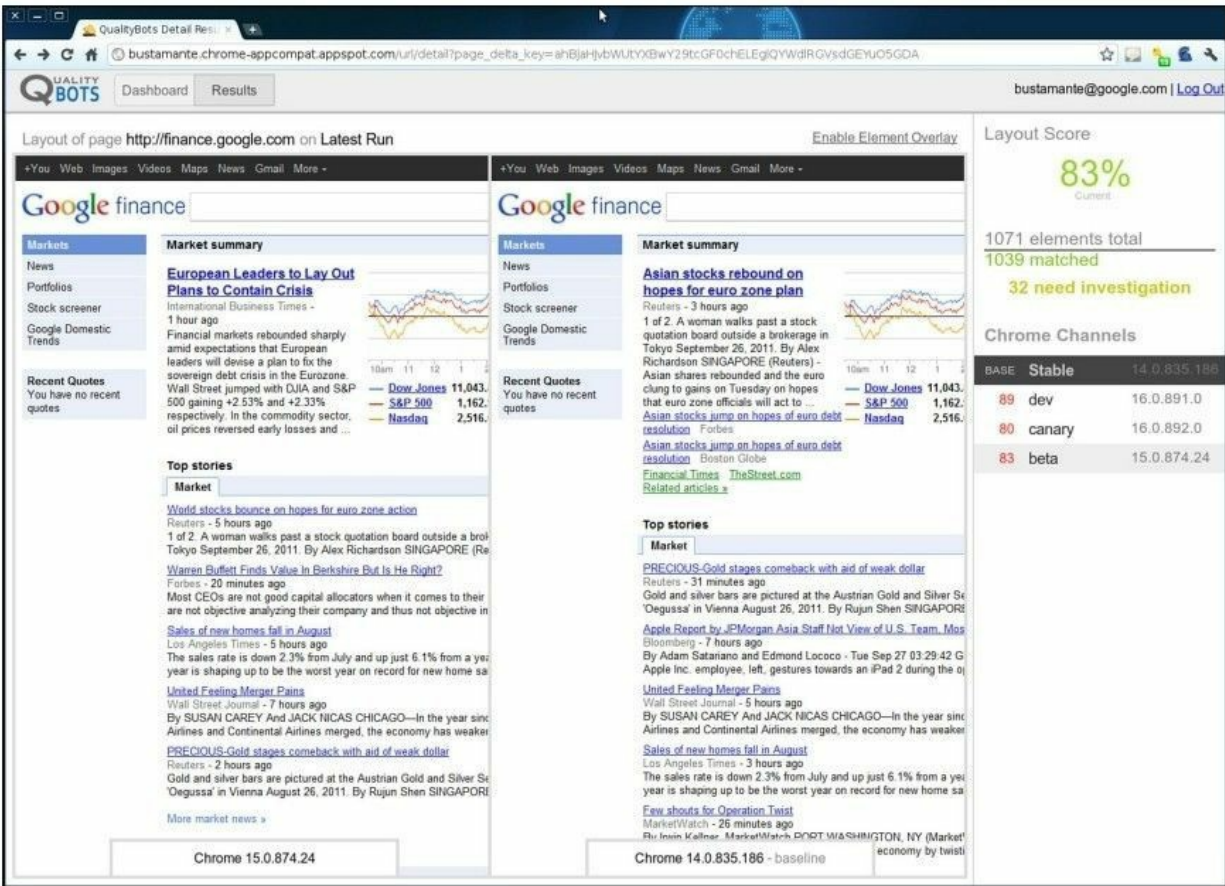 QualityBots Detail Resu
bustamante.chrome-appcompat.appspot.com/url/detail?page_delta_key=
QUALITY BOTS
Dashboard
Results
bustamante@google.com | Log Out
Layout of page http://finance.google.com on Latest Run
Enable Element Overlay
+You Web Images Videos Maps News Gmail More
Google finance
Markets
News
Portfolios
Stock screener
Google Domestic
Trends
Recent Quotes
You have no recent
quotes
Market summary
European Leaders to Lay Out
Plans to Contain Crisis
International Business Times -
1 hour ago
Financial markets rebounded sharply
amid expectations that European
leaders will devise a plan to fix the
sovereign debt crisis in the Eurozone.
Wall Street jumped with DJIA and S&P
500 gaining +2.53% and +2.33%
respectively. In the commodity sector,
oil prices reversed early losses and ...
10am 11 12 1
Dow Jones 11,043.
S&P 500 1,162.
Nasdaq 2,516.
Top stories
Market
World stocks bounce on hopes for euro zone action
Reuters - 5 hours ago
1 of 2. A woman walks past a stock quotation board outside a brok
Tokyo September 26, 2011. By Alex Richardson SINGAPORE (Re
Warren Buffett Finds Value In Berkshire But Is He Right?
Forbes - 20 minutes ago
Most CEOs are not good capital allocators when it comes to their
are not objective analyzing their company and thus not objective in
Sales of new homes fall in August
Los Angeles Times - 5 hours ago
The sales rate is down 2.3% from July and up just 6.1% from a yea
year is shaping up to be the worst year on record for new home sa
United Feeling Merger Pains
Wall Street Journal - 7 hours ago
By SUSAN CAREY And JACK NICAS CHICAGO—In the year sinc
Airlines and Continental Airlines merged, the economy has weaker
PRECIOUS-Gold stages comeback with aid of weak dollar
Reuters - 2 hours ago
Gold and silver bars are pictured at the Austrian Gold and Silver Se
'Oegussa' in Vienna August 26, 2011. By Rujun Shen SINGAPORE
More market news »
Chrome 15.0.874.24
+You Web Images Videos Maps News Gmail More
Google finance
Markets
News
Portfolios
Stock screener
Google Domestic
Trends
Recent Quotes
You have no recent
quotes
Market summary
Asian stocks rebound on
hopes for euro zone plan
Reuters - 3 hours ago
1 of 2. A woman walks past a stock
quotation board outside a brokerage in
Tokyo September 26, 2011. By Alex
Richardson SINGAPORE (Reuters) -
Asian shares rebounded and the euro
clung to gains on Tuesday on hopes
that euro zone officials will act to ...
Asian stocks jump on hopes of euro debt
resolution Forbes
Asian stocks jump on hopes of euro debt
resolution Boston Globe
Financial Times TheStreet.com
Related articles »
10am 11 12 1
Dow Jones 11,043.
S&P 500 1,162.
Nasdaq 2,516.
Top stories
Market
PRECIOUS-Gold stages comeback with aid of weak dollar
Reuters - 31 minutes ago
Gold and silver bars are pictured at the Austrian Gold and Silver Se
'Oegussa' in Vienna August 26, 2011. By Rujun Shen SINGAPORE
Apple Report by JPMorgan Asia Staff Not View of U.S. Team, Mos
Bloomberg - 7 hours ago
By Adam Satariano and Edmond Lococo - Tue Sep 27 03:29:42 G
Apple Inc. employee, left, gestures towards an iPad 2 during the op
United Feeling Merger Pains
Wall Street Journal - 5 hours ago
By SUSAN CAREY And JACK NICAS CHICAGO—In the year sinc
Airlines and Continental Airlines merged, the economy has weaker
Sales of new homes fall in August
Los Angeles Times - 3 hours ago
The sales rate is down 2.3% from July and up just 6.1% from a yea
year is shaping up to be the worst year on record for new home sa
Few shouts for Operation Twist
MarketWatch - 26 minutes ago
By Irwin Kellner, MarketWatch PORT WASHINGTON, NY (Market
economy by twisti
Chrome 14.0.835.186 - baseline
Layout Score
83%
Current
1071 elements total
1039 matched
32 need investigation
Chrome Channels
BASE Stable 14.0.835.186
89 dev 16.0.891.0
80 canary 16.0.892.0
83 beta 15.0.874.24